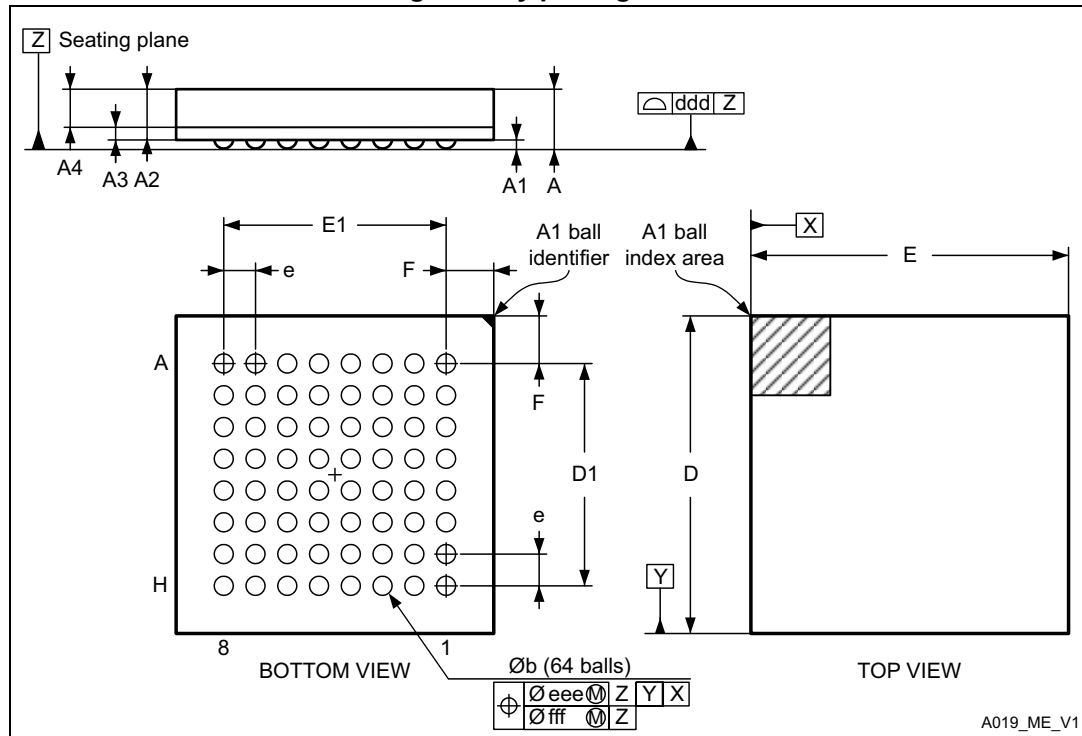 Z Seating plane
ddd Z
A4
A3
A2
A1
A
E1
e
F
A1 ball
identifier
A1 ball
index area
X
E
A
F
D1
D
e
H
Y
8
1
BOTTOM VIEW
TOP VIEW
Øb (64 balls)
Ø eee Ⓜ Z Y X
Ø fff Ⓜ Z
A019_ME_V1